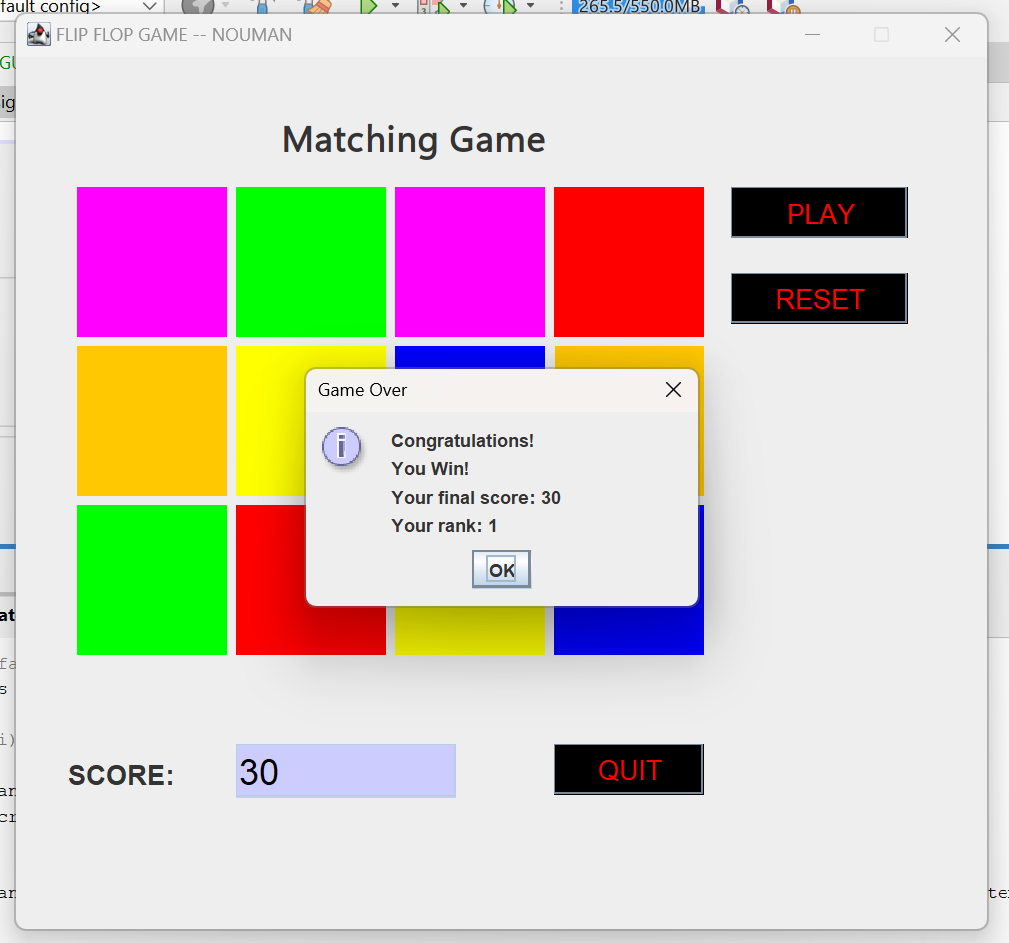 fault config>
265.5/550.0MB
FLIP FLOP GAME -- NOUMAN
Matching Game
PLAY
RESET
Game Over
i
Congratulations!
You Win!
Your final score: 30
Your rank: 1
OK
SCORE:
30
QUIT